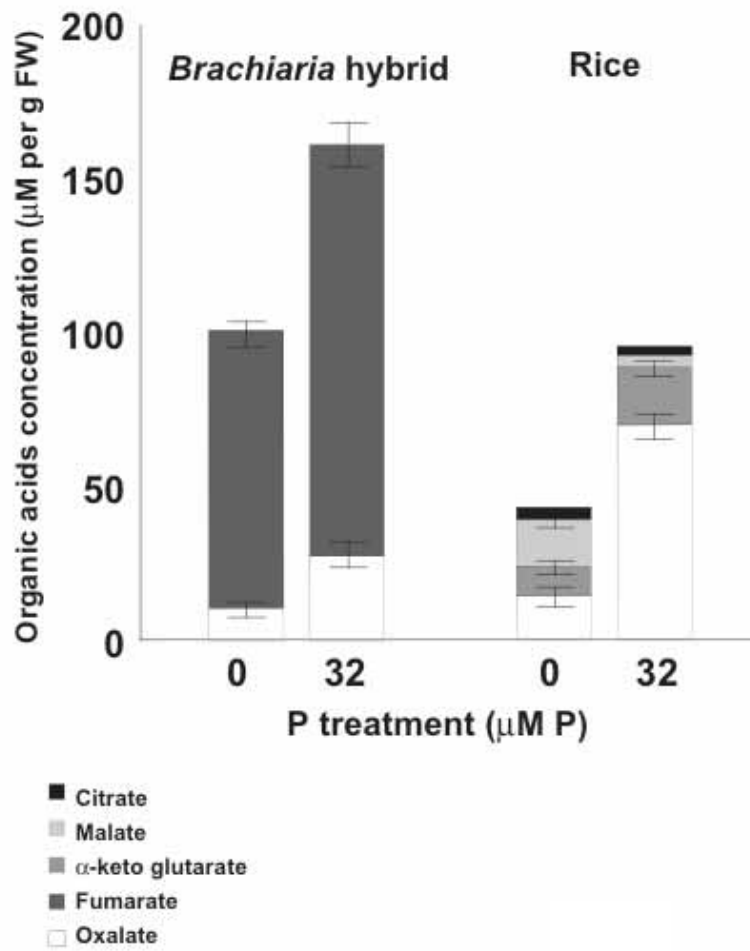 Organic acids concentration (μM per g FW)
200
150
100
50
0
Brachiaria hybrid
Rice
0 32 0 32
P treatment (μM P)
Citrate
Malate
α-keto glutarate
Fumarate
Oxalate